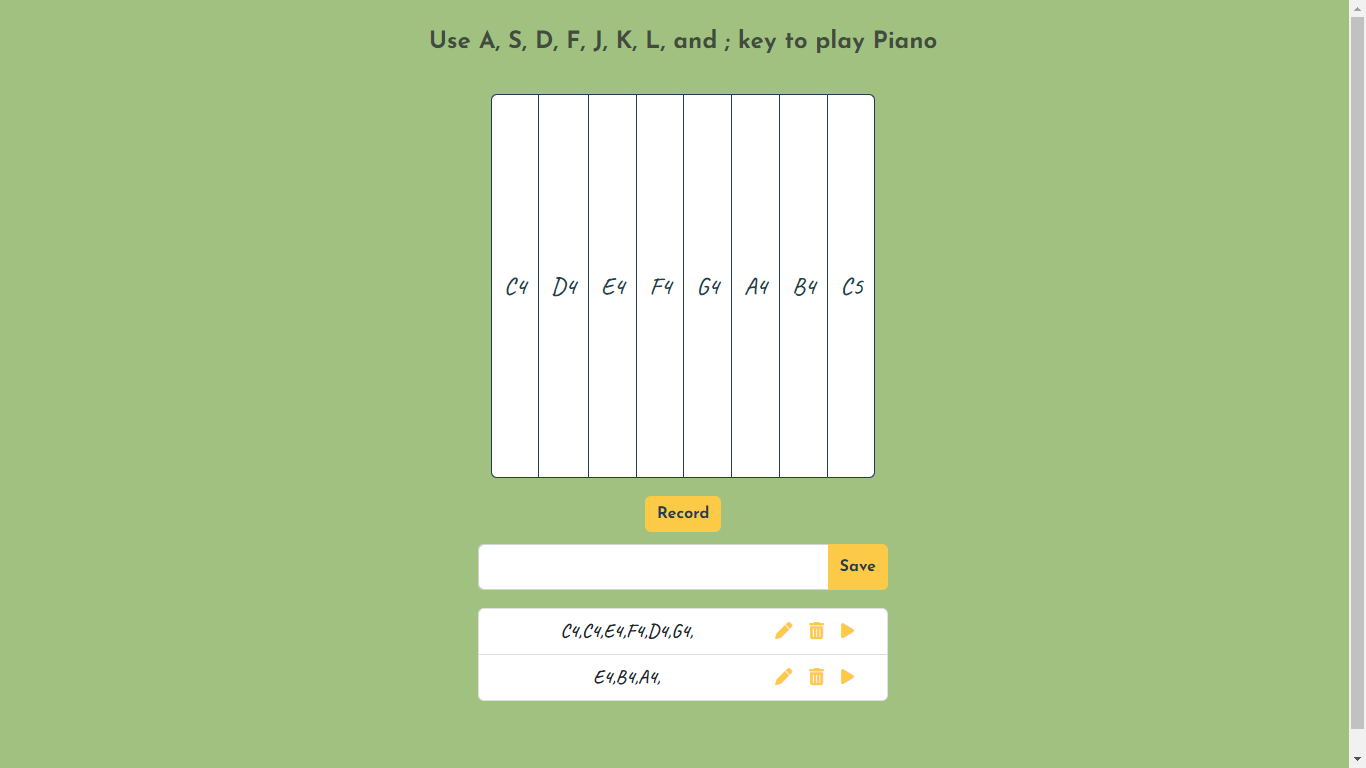 Use A, S, D, F, J, K, L, and ; key to play Piano
C4 D4 E4 F4 G4 A4 B4 C5
Record
Save
C4,C4,E4,F4,D4,G4,
E4,B4,A4,